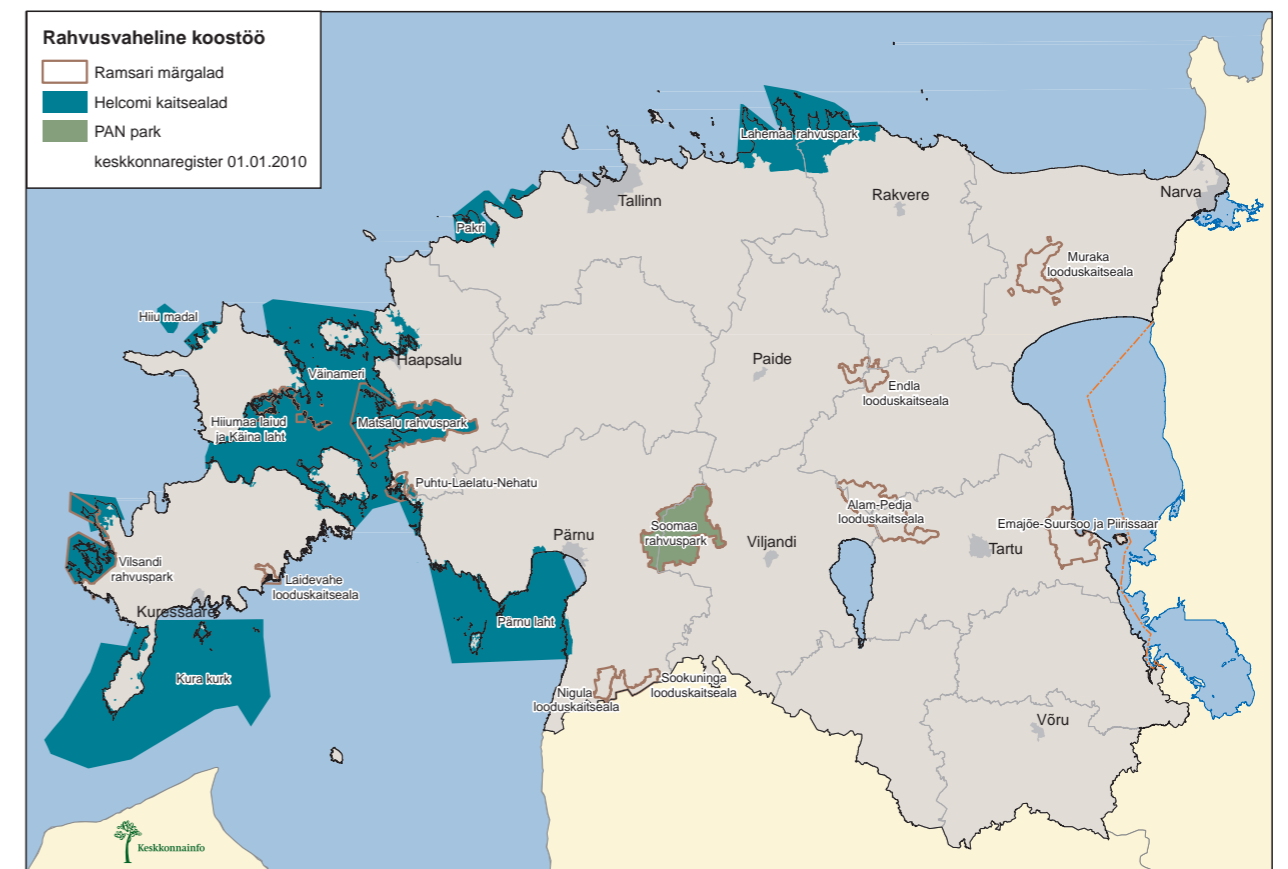 Rahvusvaheline koostöö
Ramsari märgalad
Helcomi kaitsealad
PAN park
keskkonnaregister 01.01.2010
Lahemaa rahvuspark
Tallinn
Rakvere
Narva
Pakri
Muraka
looduskaitseala
Hiiu madal
Haapsalu
Väinameri
Paide
Endla
looduskaitseala
Hiiumaa laiud
ja Käina laht
Matsalu rahvuspark
Puhtu-Laelatu-Nehatu
Alam-Pedja
looduskaitseala
Emajõe-Suursoo ja Piirissaar
Soomaa
rahvuspark
Pärnu
Viljandi
Tartu
Vilsandi
rahvuspark
Laidevahe
looduskaitseala
Kuressaare
Pärnu laht
Kura kurk
Sookuninga
looduskaitseala
Nigula
looduskaitseala
Võru
Keskkonnainfo